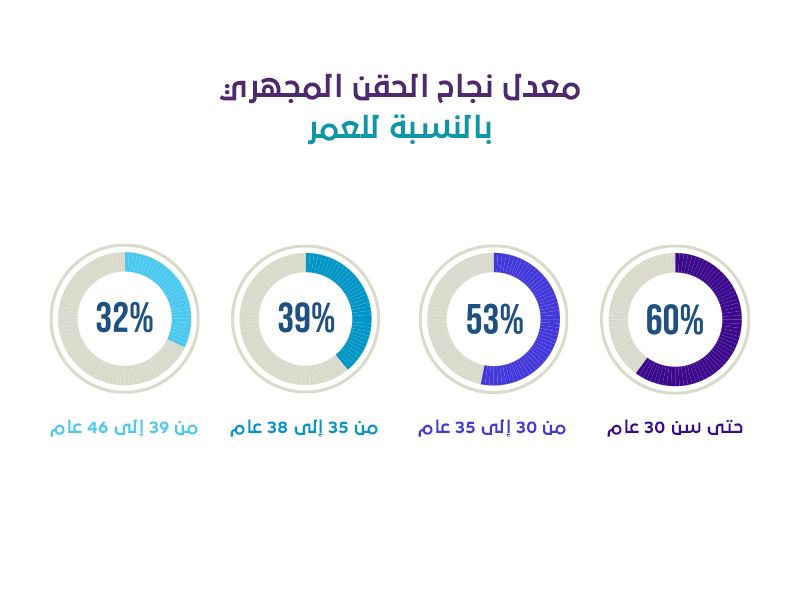 معدل نجاح الحقن المجهري
بالنسبة للعمر
60%
53%
39%
32%
حتى سن 30 عام
من 30 إلى 35 عام
من 35 إلى 38 عام
من 39 إلى 46 عام